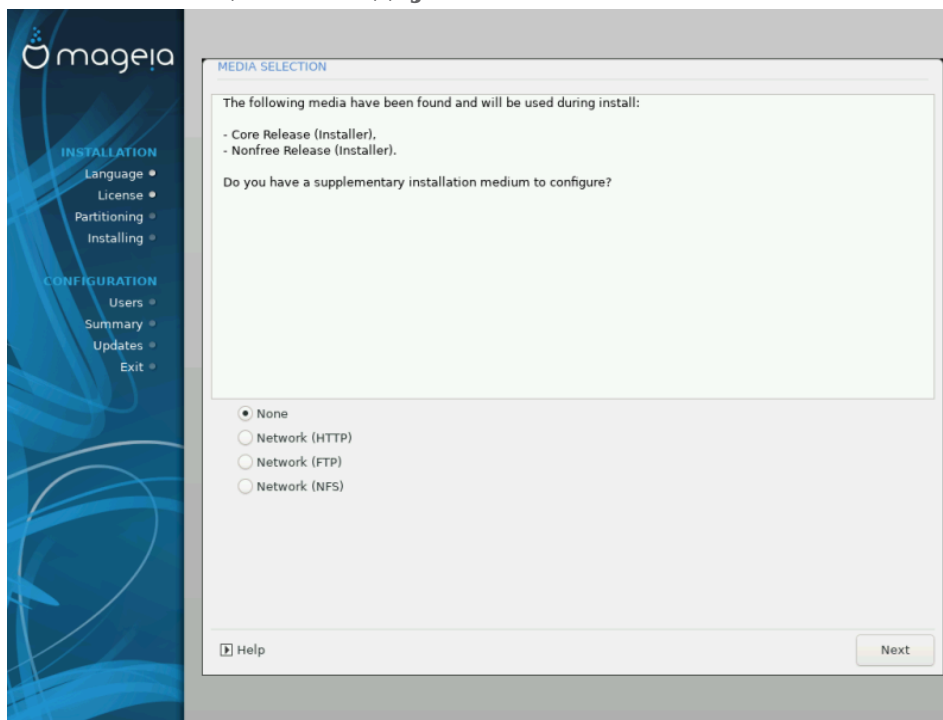 mageia
INSTALLATION
Language
License
Partitioning
Installing
CONFIGURATION
Users
Summary
Updates
Exit
MEDIA SELECTION
The following media have been found and will be used during install:
- Core Release (Installer),
- Nonfree Release (Installer).
Do you have a supplementary installation medium to configure?
None
Network (HTTP)
Network (FTP)
Network (NFS)
Help
Next